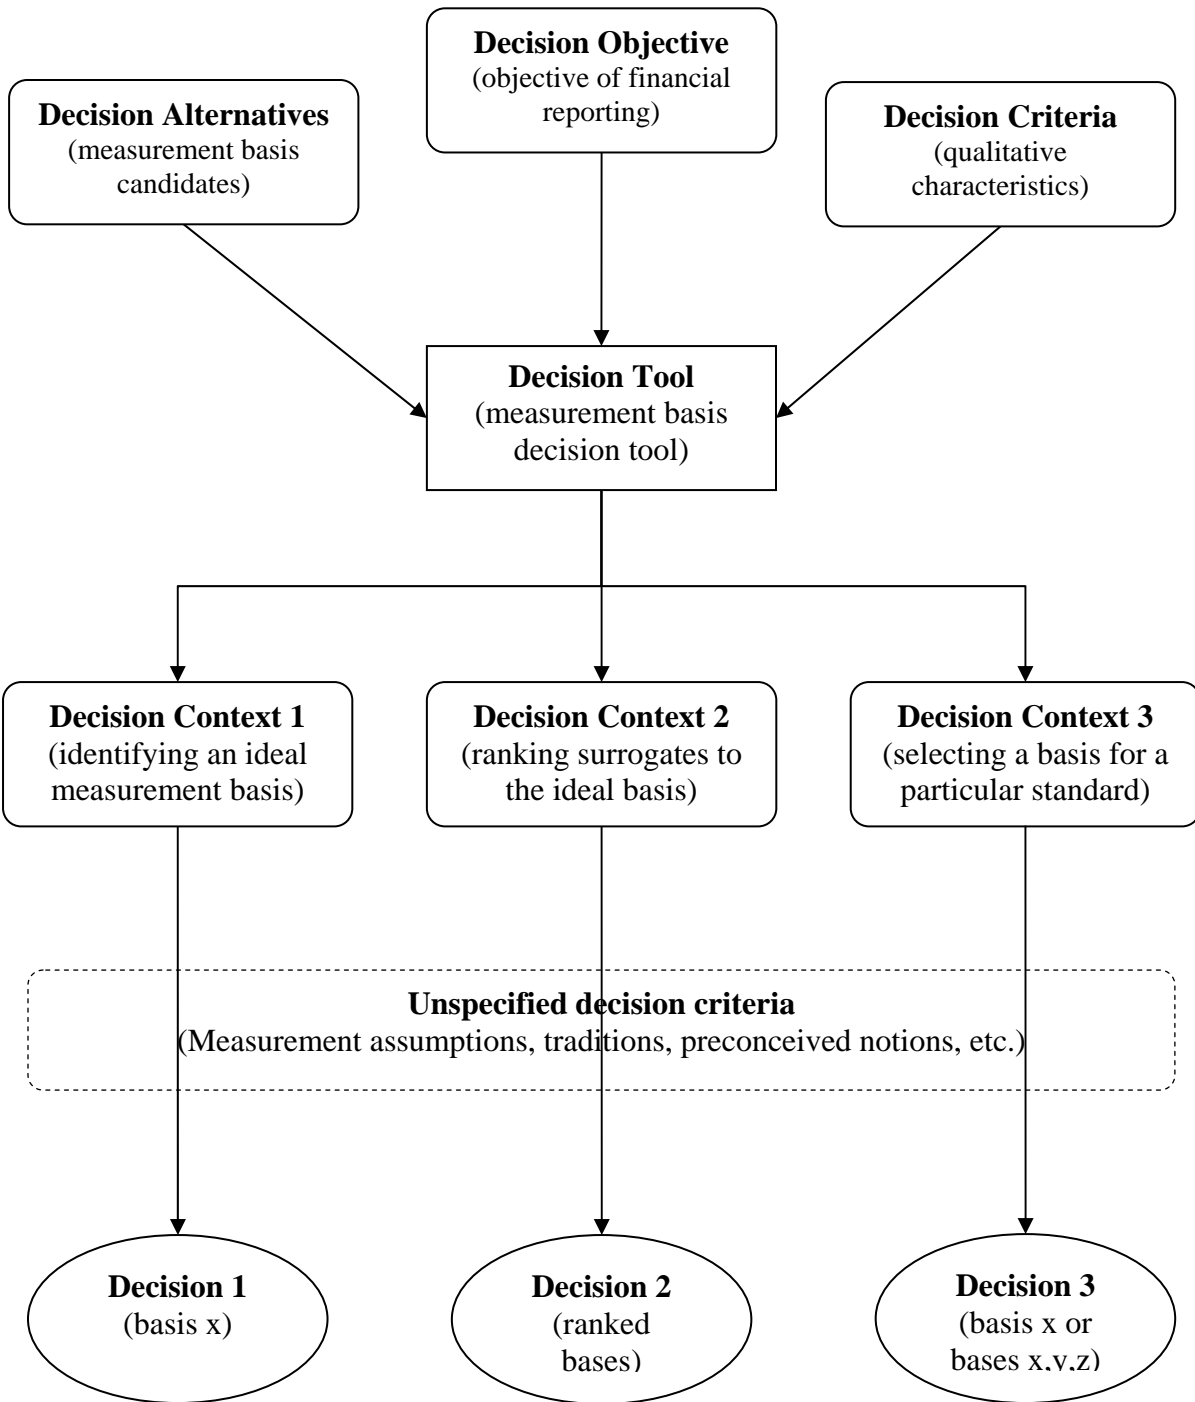 Decision Objective
(objective of financial
reporting)
Decision Alternatives
(measurement basis
candidates)
Decision Criteria
(qualitative
characteristics)
Decision Tool
(measurement basis
decision tool)
Decision Context 1
(identifying an ideal
measurement basis)
Decision Context 2
(ranking surrogates to
the ideal basis)
Decision Context 3
(selecting a basis for a
particular standard)
Unspecified decision criteria
(Measurement assumptions, traditions, preconceived notions, etc.)
Decision 1
(basis x)
Decision 2
(ranked
bases)
Decision 3
(basis x or
bases x,y,z)